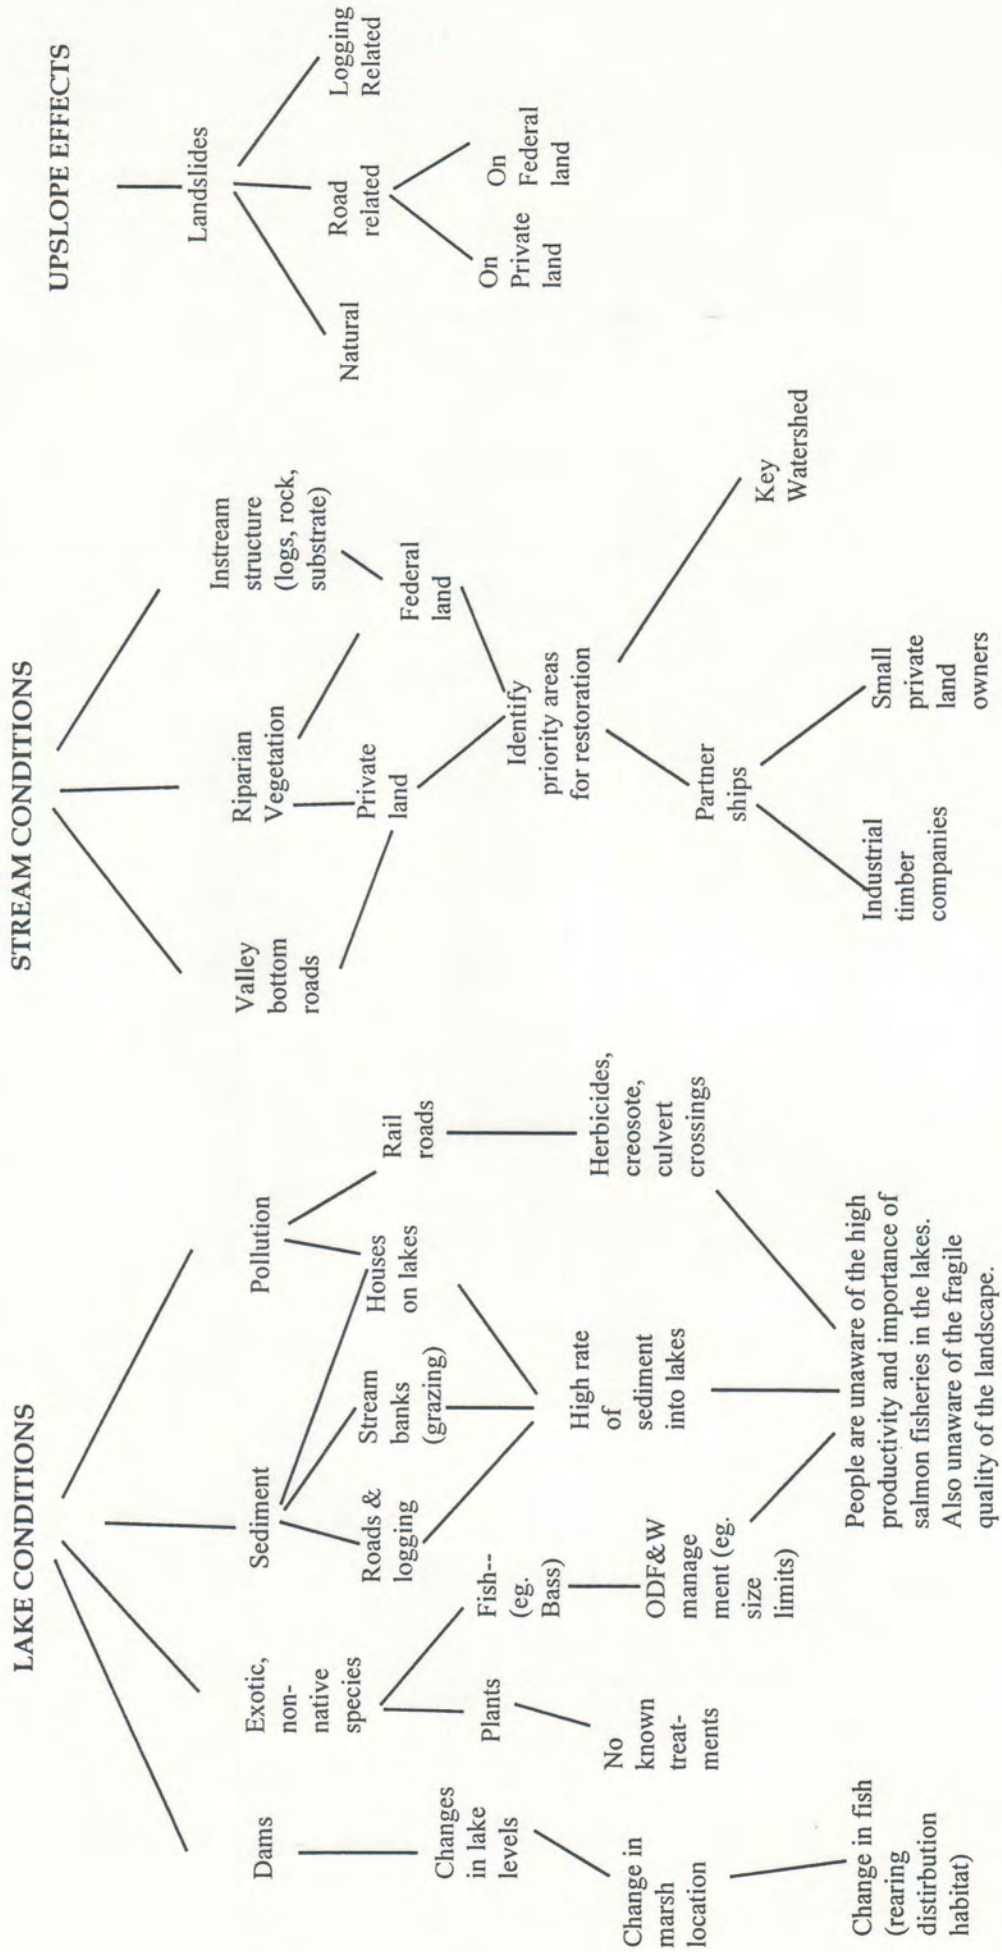 LAKE CONDITIONS
Dams
Changes
in lake
levels
Change in
marsh
location
Change in fish
(rearing
distirbution
habitat)
Exotic,
non-
native
species
Plants
No
known
treat-
ments
Fish--
(eg.
Bass)
ODF&W
manage
ment (eg.
size
limits)
Sediment
Roads &
logging
Stream
banks
(grazing)
Houses
on lakes
High rate
of
sediment
into lakes
Pollution
Rail
roads
Herbicides,
creosote,
culvert
crossings
People are unaware of the high
productivity and importance of
salmon fisheries in the lakes.
Also unaware of the fragile
quality of the landscape.
STREAM CONDITIONS
Valley
bottom
roads
Riparian
Vegetation
Instream
structure
(logs, rock,
substrate)
Private
land
Federal
land
Identify
priority areas
for restoration
Partner
ships
Key
Watershed
Industrial
timber
companies
Small
private
land
owners
UPSLOPE EFFECTS
Landslides
Natural
Road
related
Logging
Related
On
Private
land
On
Federal
land